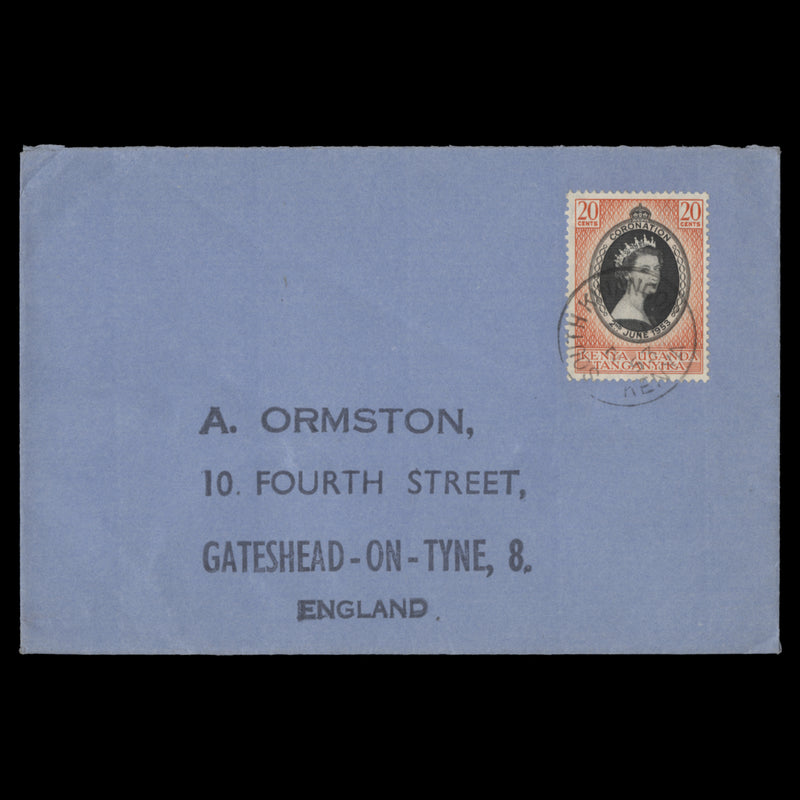 20 CENTS 20 CENTS
CORONATION
2ND JUNE 1953
KENYA UGANDA
TANGANYIKA
SOUTH
A. ORMSTON,
10. FOURTH STREET,
GATESHEAD-ON-TYNE, 8.
ENGLAND.